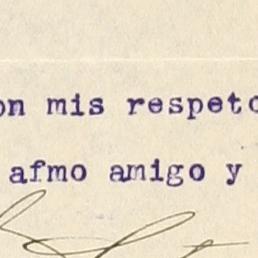 on mis respeto
afmo amigo y